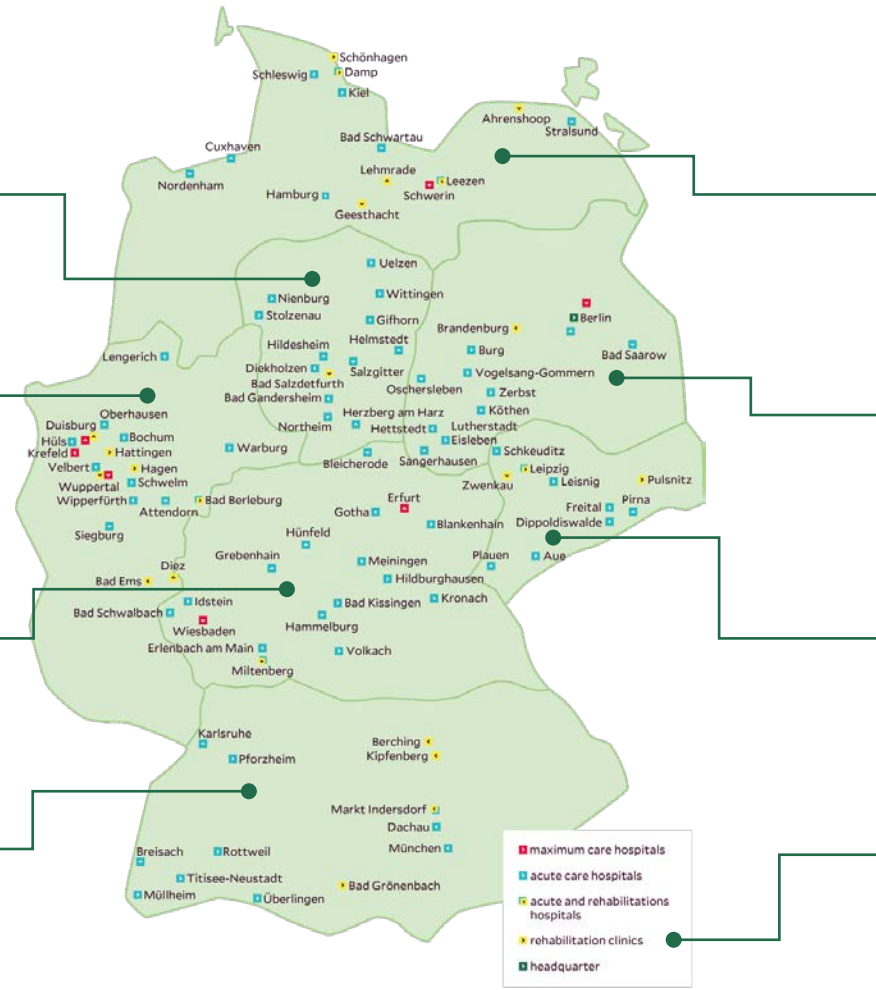 Schönhagen
Schleswig
Damp
Kiel
Ahrenshoop
Stralsund
Bad Schwartau
Cuxhaven
Nordenham
Lehmrade
Leezen
Hamburg
Schwerin
Geesthacht
Uelzen
Nienburg
Wittingen
Stolzenau
Gifhorn
Berlin
Brandenburg
Helmstedt
Hildesheim
Burg
Bad Saarow
Lengerich
Diekholzen
Salzgitter
Vogelsang-Gommern
Bad Salzdetfurth
Oschersleben
Zerbst
Bad Gandersheim
Köthen
Oberhausen
Herzberg am Harz
Duisburg
Northeim
Hettstedt
Lutherstadt
Eisleben
Hüls
Bochum
Krefeld
Hattingen
Warburg
Bleicherode
Sangerhausen
Schkeuditz
Velbert
Hagen
Leipzig
Zwenkau
Leisnig
Pulsnitz
Wuppertal
Schwelm
Wipperfürth
Bad Berleburg
Attendorn
Erfurt
Gotha
Freital
Pirna
Blankenhain
Dippoldiswalde
Siegburg
Hünfeld
Grebenhain
Meiningen
Plauen
Aue
Diez
Bad Ems
Hildburghausen
Idstein
Bad Kissingen
Kronach
Bad Schwalbach
Wiesbaden
Hammelburg
Erlenbach am Main
Volkach
Miltenberg
Karlsruhe
Berching
Pforzheim
Kipfenberg
Markt Indersdorf
Dachau
München
Breisach
Rottweil
Titisee-Neustadt
Bad Grönenbach
Müllheim
Überlingen
maximum care hospitals
acute care hospitals
acute and rehabilitations
hospitals
rehabilitation clinics
headquarter